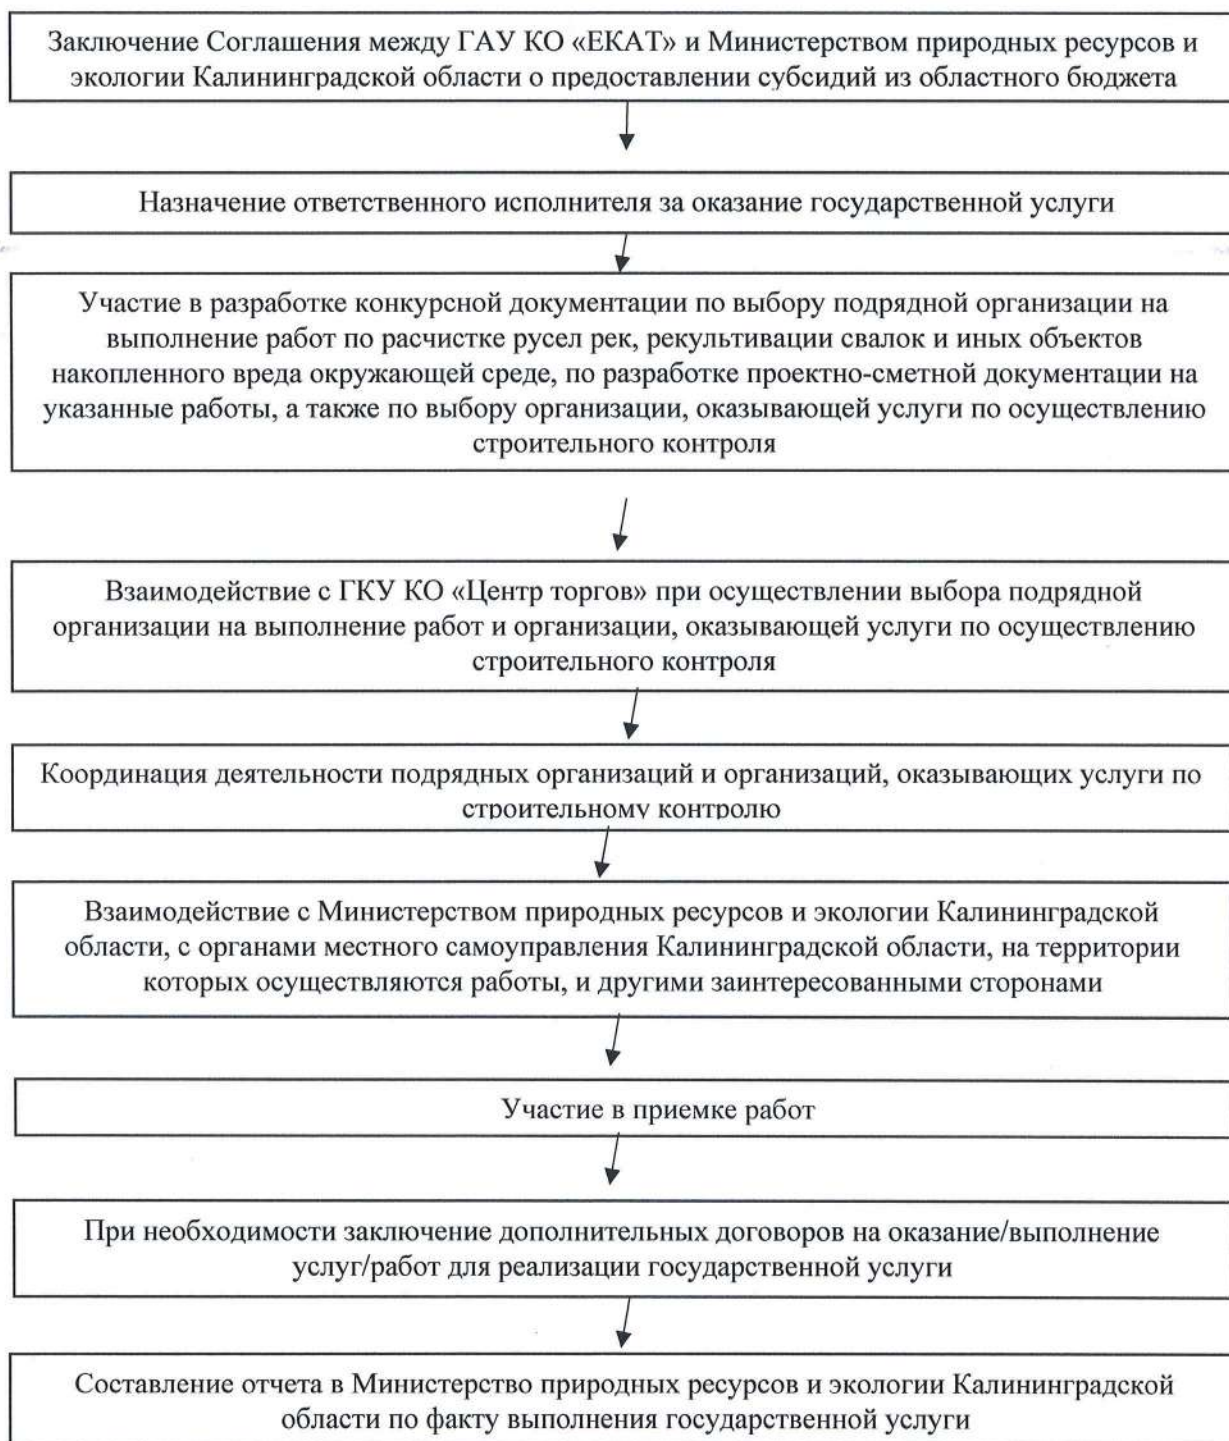 Заключение Соглашения между ГАУ КО «ЕКАТ» и Министерством природных ресурсов и
экологии Калининградской области о предоставлении субсидий из областного бюджета
Назначение ответственного исполнителя за оказание государственной услуги
Участие в разработке конкурсной документации по выбору подрядной организации на
выполнение работ по расчистке русел рек, рекультивации свалок и иных объектов
накопленного вреда окружающей среде, по разработке проектно-сметной документации на
указанные работы, а также по выбору организации, оказывающей услуги по осуществлению
строительного контроля
Взаимодействие с ГКУ КО «Центр торгов» при осуществлении выбора подрядной
организации на выполнение работ и организации, оказывающей услуги по осуществлению
строительного контроля
Координация деятельности подрядных организаций и организаций, оказывающих услуги по
строительному контролю
Взаимодействие с Министерством природных ресурсов и экологии Калининградской
области, с органами местного самоуправления Калининградской области, на территории
которых осуществляются работы, и другими заинтересованными сторонами
Участие в приемке работ
При необходимости заключение дополнительных договоров на оказание/выполнение
услуг/работ для реализации государственной услуги
Составление отчета в Министерство природных ресурсов и экологии Калининградской
области по факту выполнения государственной услуги